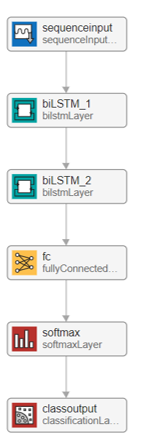 sequenceinput
sequenceInput...
biLSTM_1
bilstmLayer
biLSTM_2
bilstmLayer
fc
fullyConnected...
softmax
softmaxLayer
classoutput
classificationLa...